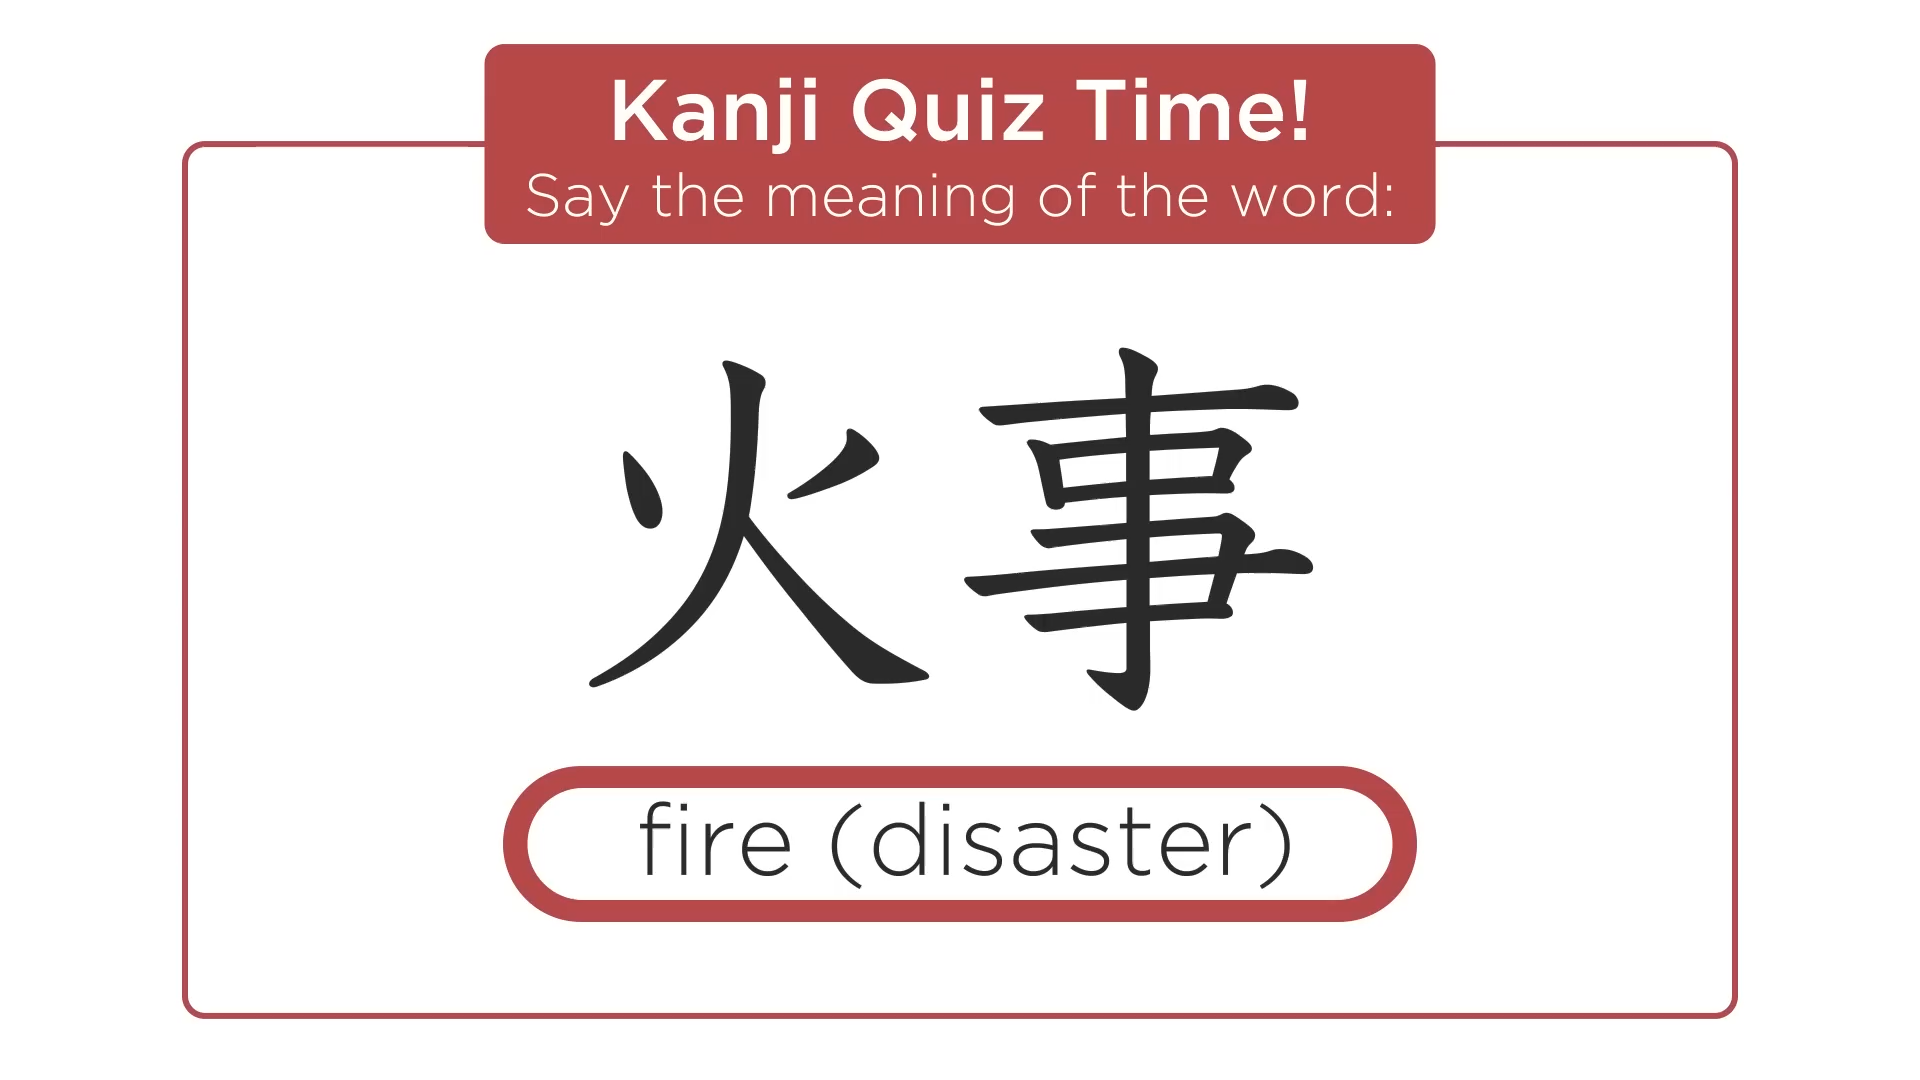 Kanji Quiz Time!
Say the meaning of the word:
火事
fire (disaster)